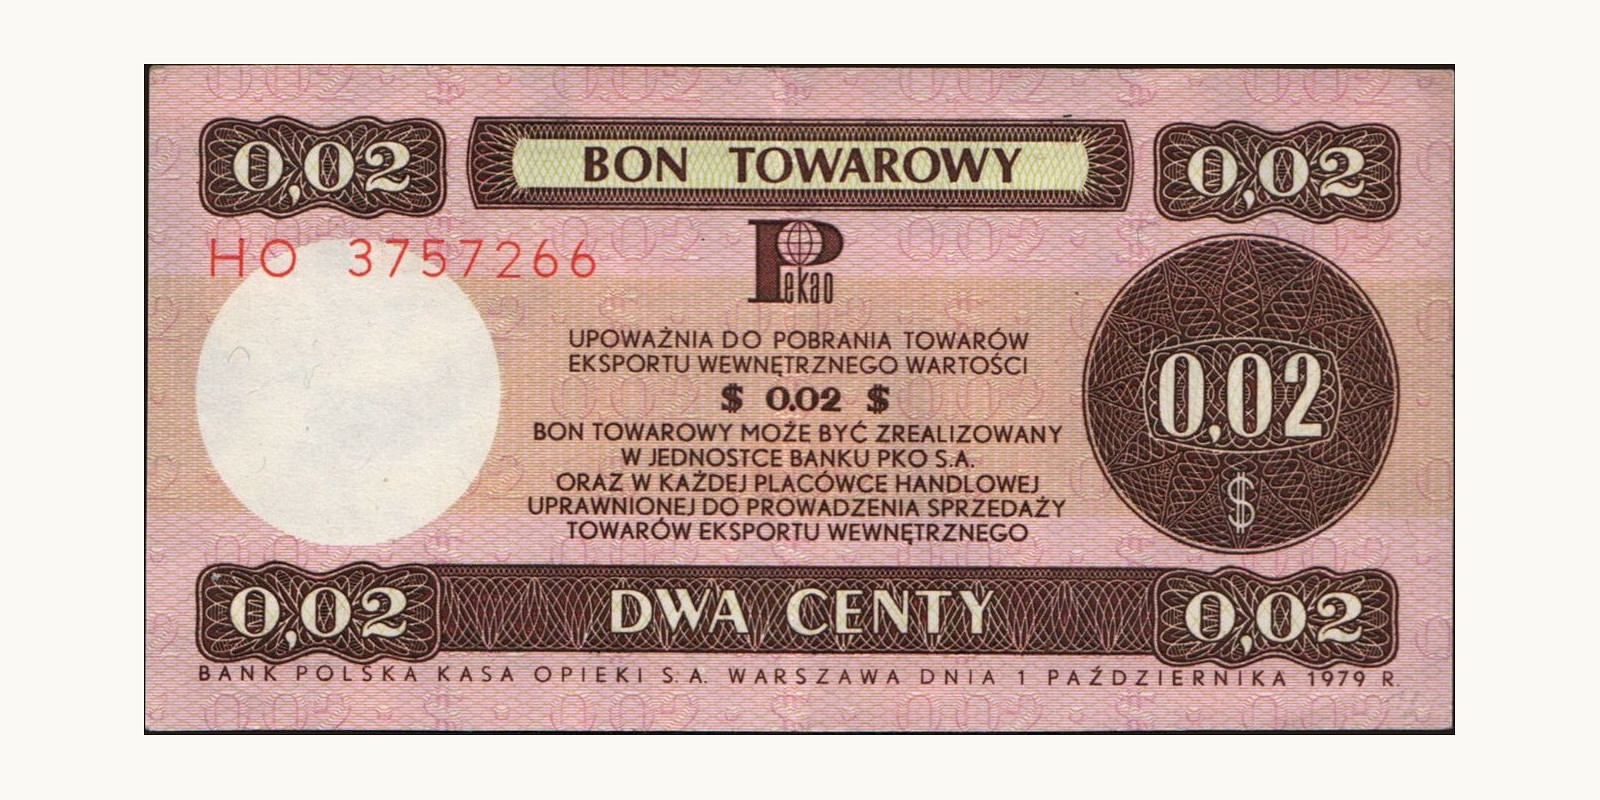 0,02 BON TOWAROWY 0,02
HO 3757266
Pekao
UPOWAŻNIA DO POBRANIA TOWARÓW
EKSPORTU WEWNĘTRZNEGO WARTOŚCI
$ 0.02 $
BON TOWAROWY MOŻE BYĆ ZREALIZOWANY
W JEDNOSTCE BANKU PKO S.A.
ORAZ W KAŻDEJ PLACÓWCE HANDLOWEJ
UPRAWNIONEJ DO PROWADZENIA SPRZEDAŻY
TOWARÓW EKSPORTU WEWNĘTRZNEGO
0,02
$
0,02 DWA CENTY 0,02
BANK POLSKA KASA OPIEKI S.A. WARSZAWA DNIA 1 PAŹDZIERNIKA 1979 R.